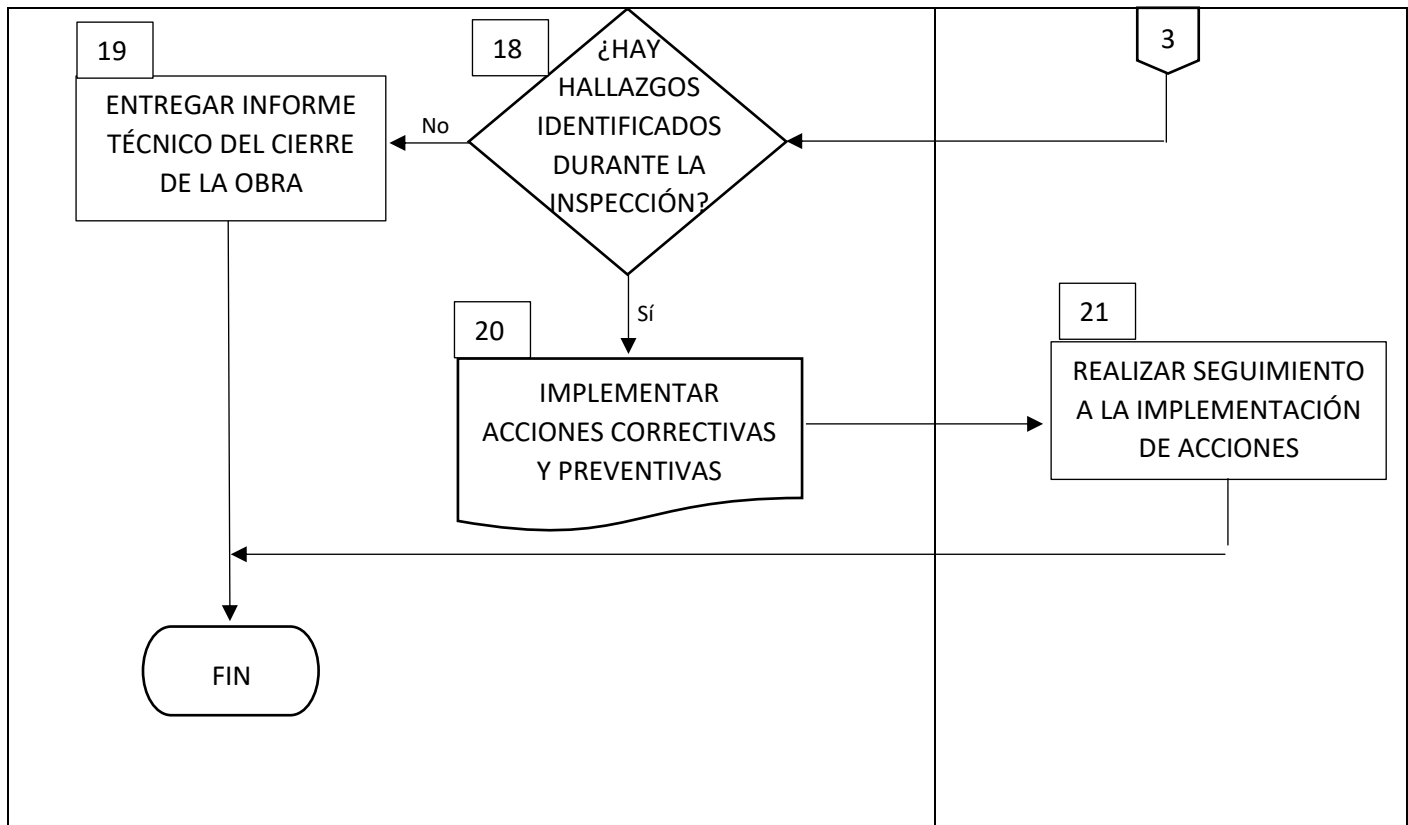 19
ENTREGAR INFORME
TÉCNICO DEL CIERRE
DE LA OBRA
No
18
¿HAY
HALLAZGOS
IDENTIFICADOS
DURANTE LA
INSPECCIÓN?
3
Sí
20
IMPLEMENTAR
ACCIONES CORRECTIVAS
Y PREVENTIVAS
21
REALIZAR SEGUIMIENTO
A LA IMPLEMENTACIÓN
DE ACCIONES
FIN